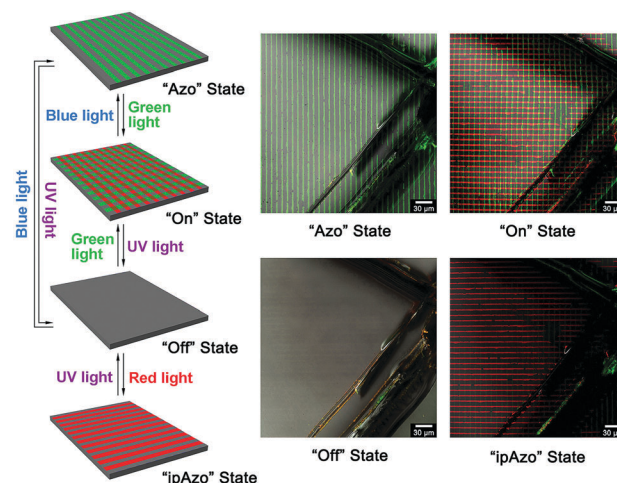 "Azo" State
Blue light
Green
light
"On" State
Blue light
UV light
Green
light
UV light
"Off" State
UV light
Red light
"ipAzo" State
30 µm
"Azo" State
30 µm
"On" State
30 µm
"Off" State
30 µm
"ipAzo" State